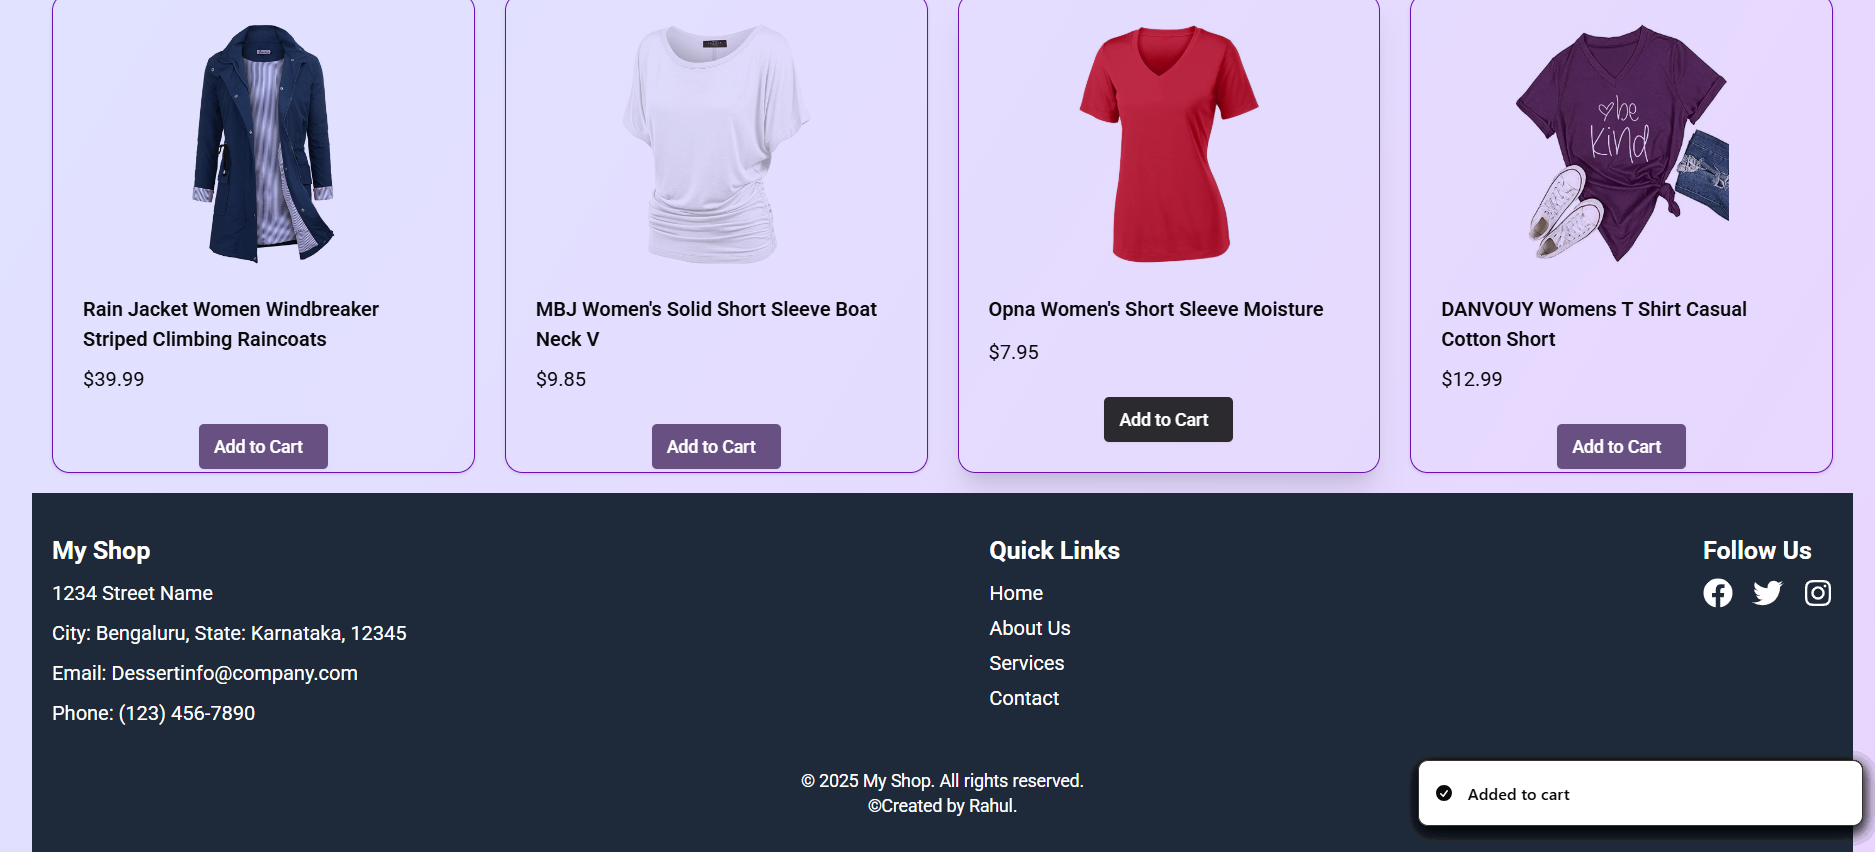 be
kind
Rain Jacket Women Windbreaker
Striped Climbing Raincoats
$39.99
Add to Cart
MBJ Women's Solid Short Sleeve Boat
Neck V
$9.85
Add to Cart
Opna Women's Short Sleeve Moisture
$7.95
Add to Cart
DANVOUY Womens T Shirt Casual
Cotton Short
$12.99
Add to Cart
My Shop
1234 Street Name
City: Bengaluru, State: Karnataka, 12345
Email: Dessertinfo@company.com
Phone: (123) 456-7890
Quick Links
Home
About Us
Services
Contact
Follow Us
© 2025 My Shop. All rights reserved.
©Created by Rahul.
Added to cart